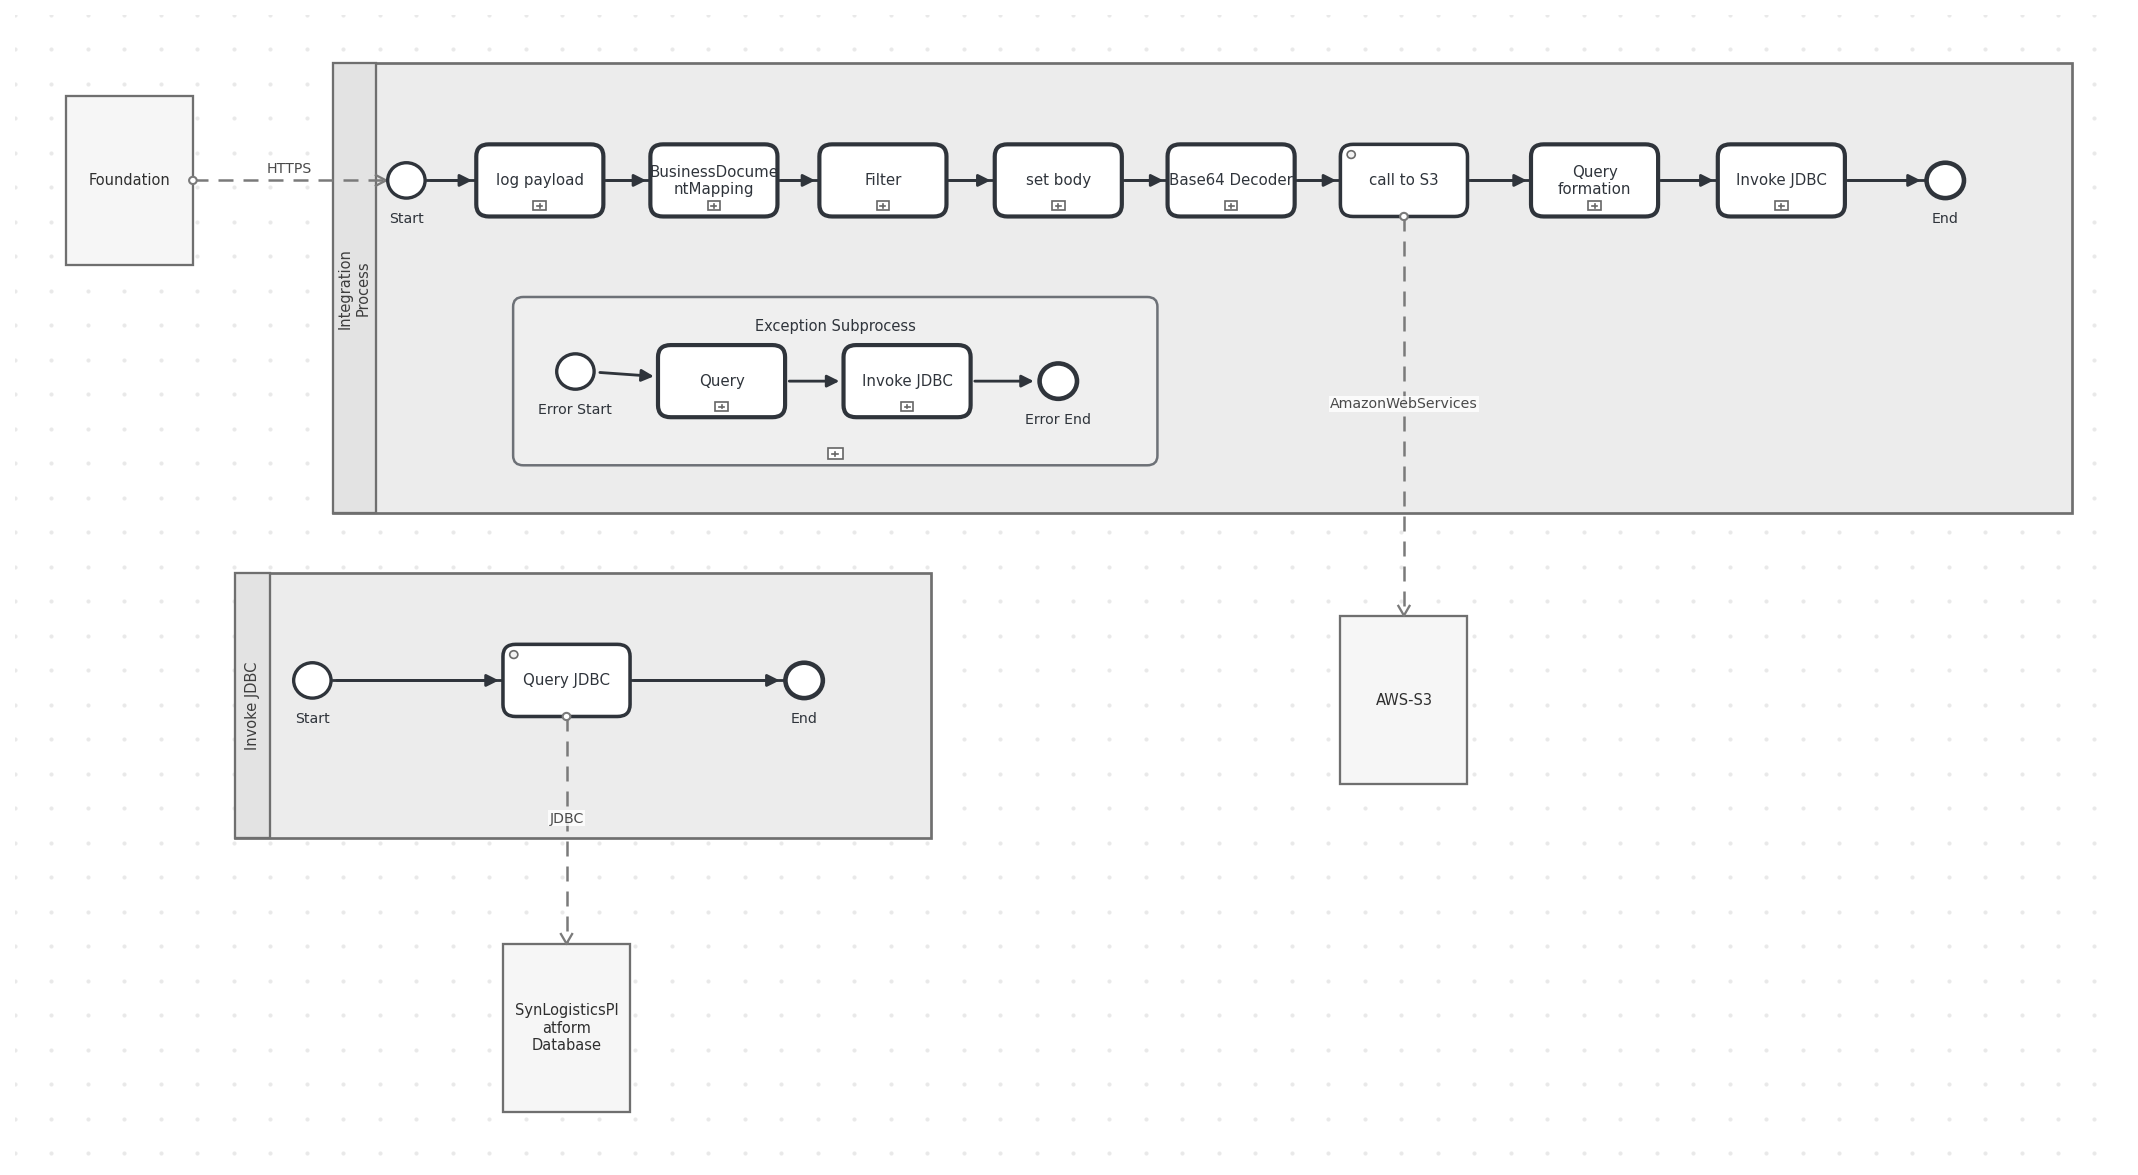 Foundation
HTTPS
Integration
Process
Start
log payload
BusinessDocume
ntMapping
Filter
set body
Base64 Decoder
call to S3
Query
formation
Invoke JDBC
End
Exception Subprocess
Error Start
Query
Invoke JDBC
Error End
AmazonWebServices
AWS-S3
Invoke JDBC
Start
Query JDBC
End
JDBC
SynLogisticsPl
atform
Database